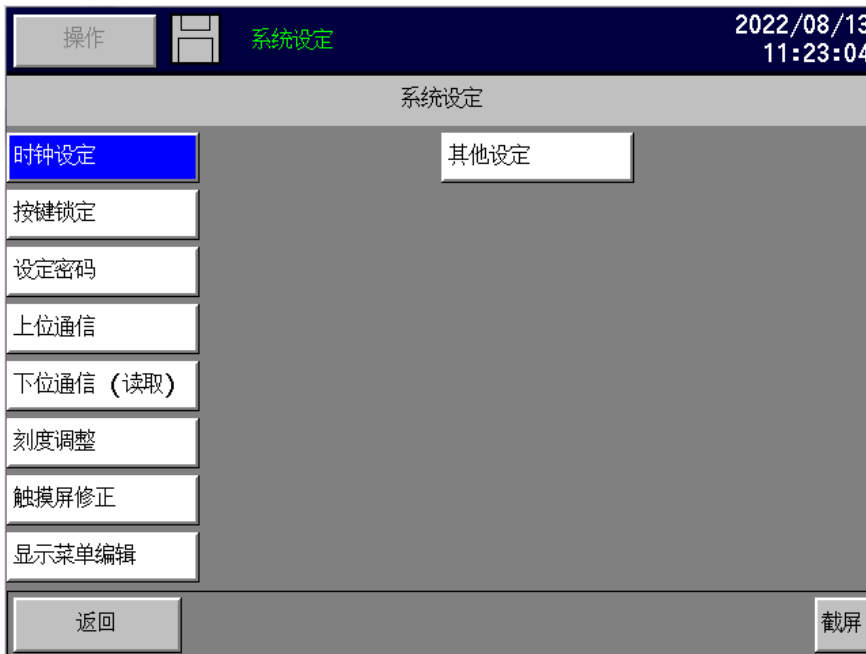 操作
系统设定
2022/08/13
11:23:04
系统设定
时钟设定
其他设定
按键锁定
设定密码
上位通信
下位通信 (读取)
刻度调整
触摸屏修正
显示菜单编辑
返回
截屏